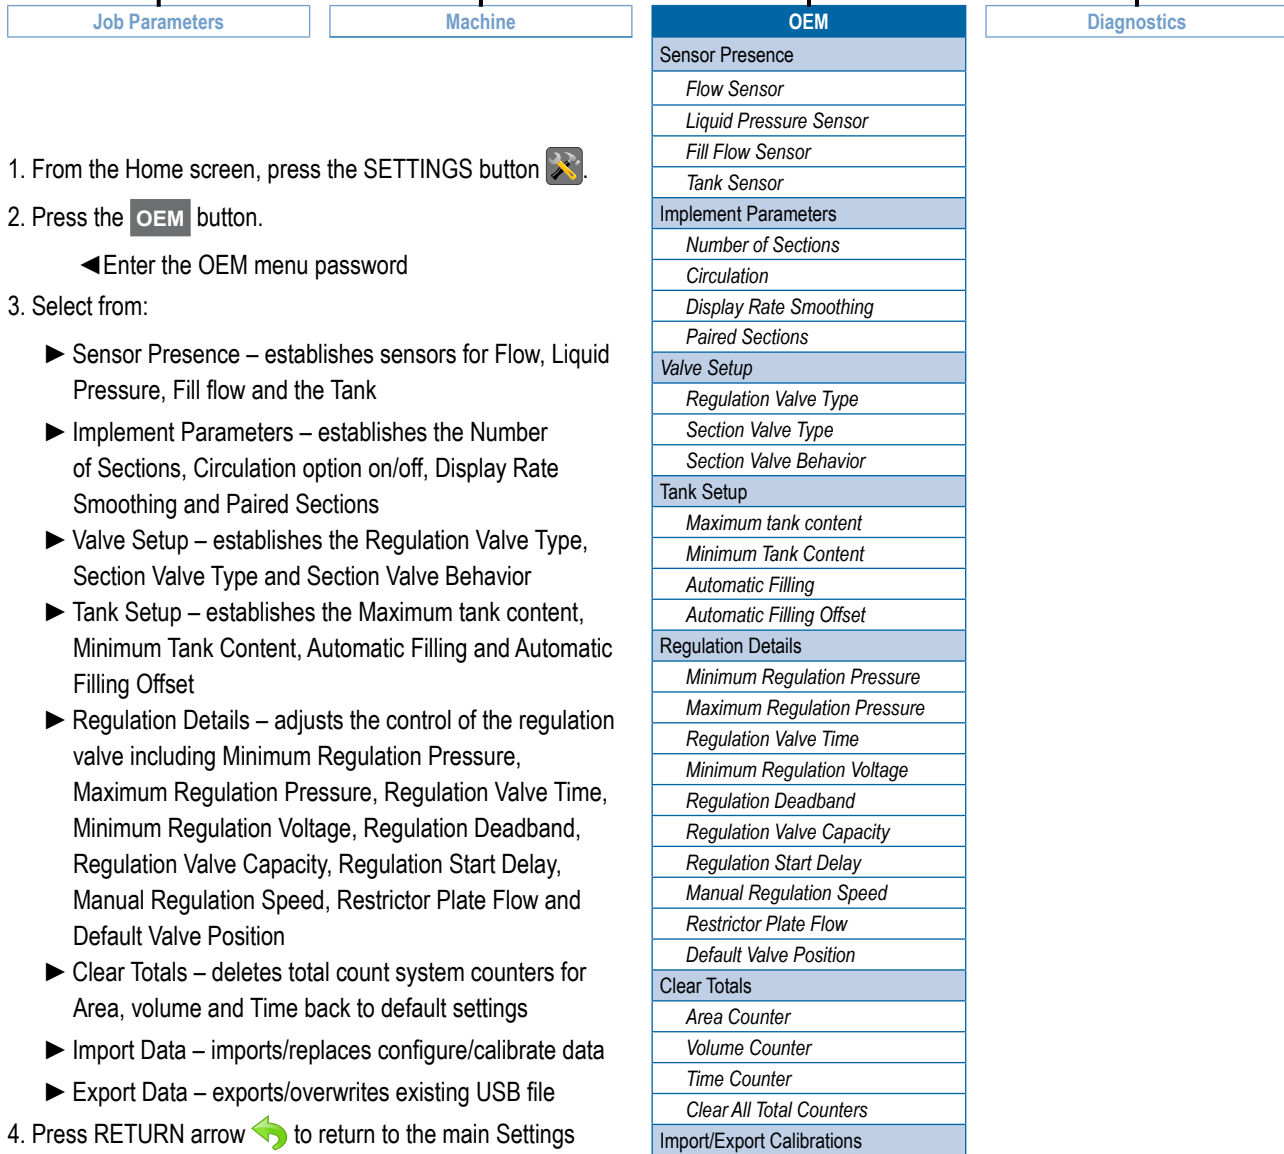 Job Parameters
Machine
OEM
Diagnostics
1. From the Home screen, press the SETTINGS button .
2. Press the OEM button.
◄Enter the OEM menu password
3. Select from:
► Sensor Presence – establishes sensors for Flow, Liquid
Pressure, Fill flow and the Tank
► Implement Parameters – establishes the Number
of Sections, Circulation option on/off, Display Rate
Smoothing and Paired Sections
► Valve Setup – establishes the Regulation Valve Type,
Section Valve Type and Section Valve Behavior
► Tank Setup – establishes the Maximum tank content,
Minimum Tank Content, Automatic Filling and Automatic
Filling Offset
► Regulation Details – adjusts the control of the regulation
valve including Minimum Regulation Pressure,
Maximum Regulation Pressure, Regulation Valve Time,
Minimum Regulation Voltage, Regulation Deadband,
Regulation Valve Capacity, Regulation Start Delay,
Manual Regulation Speed, Restrictor Plate Flow and
Default Valve Position
► Clear Totals – deletes total count system counters for
Area, volume and Time back to default settings
► Import Data – imports/replaces configure/calibrate data
► Export Data – exports/overwrites existing USB file
4. Press RETURN arrow to return to the main Settings
Sensor Presence
Flow Sensor
Liquid Pressure Sensor
Fill Flow Sensor
Tank Sensor
Implement Parameters
Number of Sections
Circulation
Display Rate Smoothing
Paired Sections
Valve Setup
Regulation Valve Type
Section Valve Type
Section Valve Behavior
Tank Setup
Maximum tank content
Minimum Tank Content
Automatic Filling
Automatic Filling Offset
Regulation Details
Minimum Regulation Pressure
Maximum Regulation Pressure
Regulation Valve Time
Minimum Regulation Voltage
Regulation Deadband
Regulation Valve Capacity
Regulation Start Delay
Manual Regulation Speed
Restrictor Plate Flow
Default Valve Position
Clear Totals
Area Counter
Volume Counter
Time Counter
Clear All Total Counters
Import/Export Calibrations